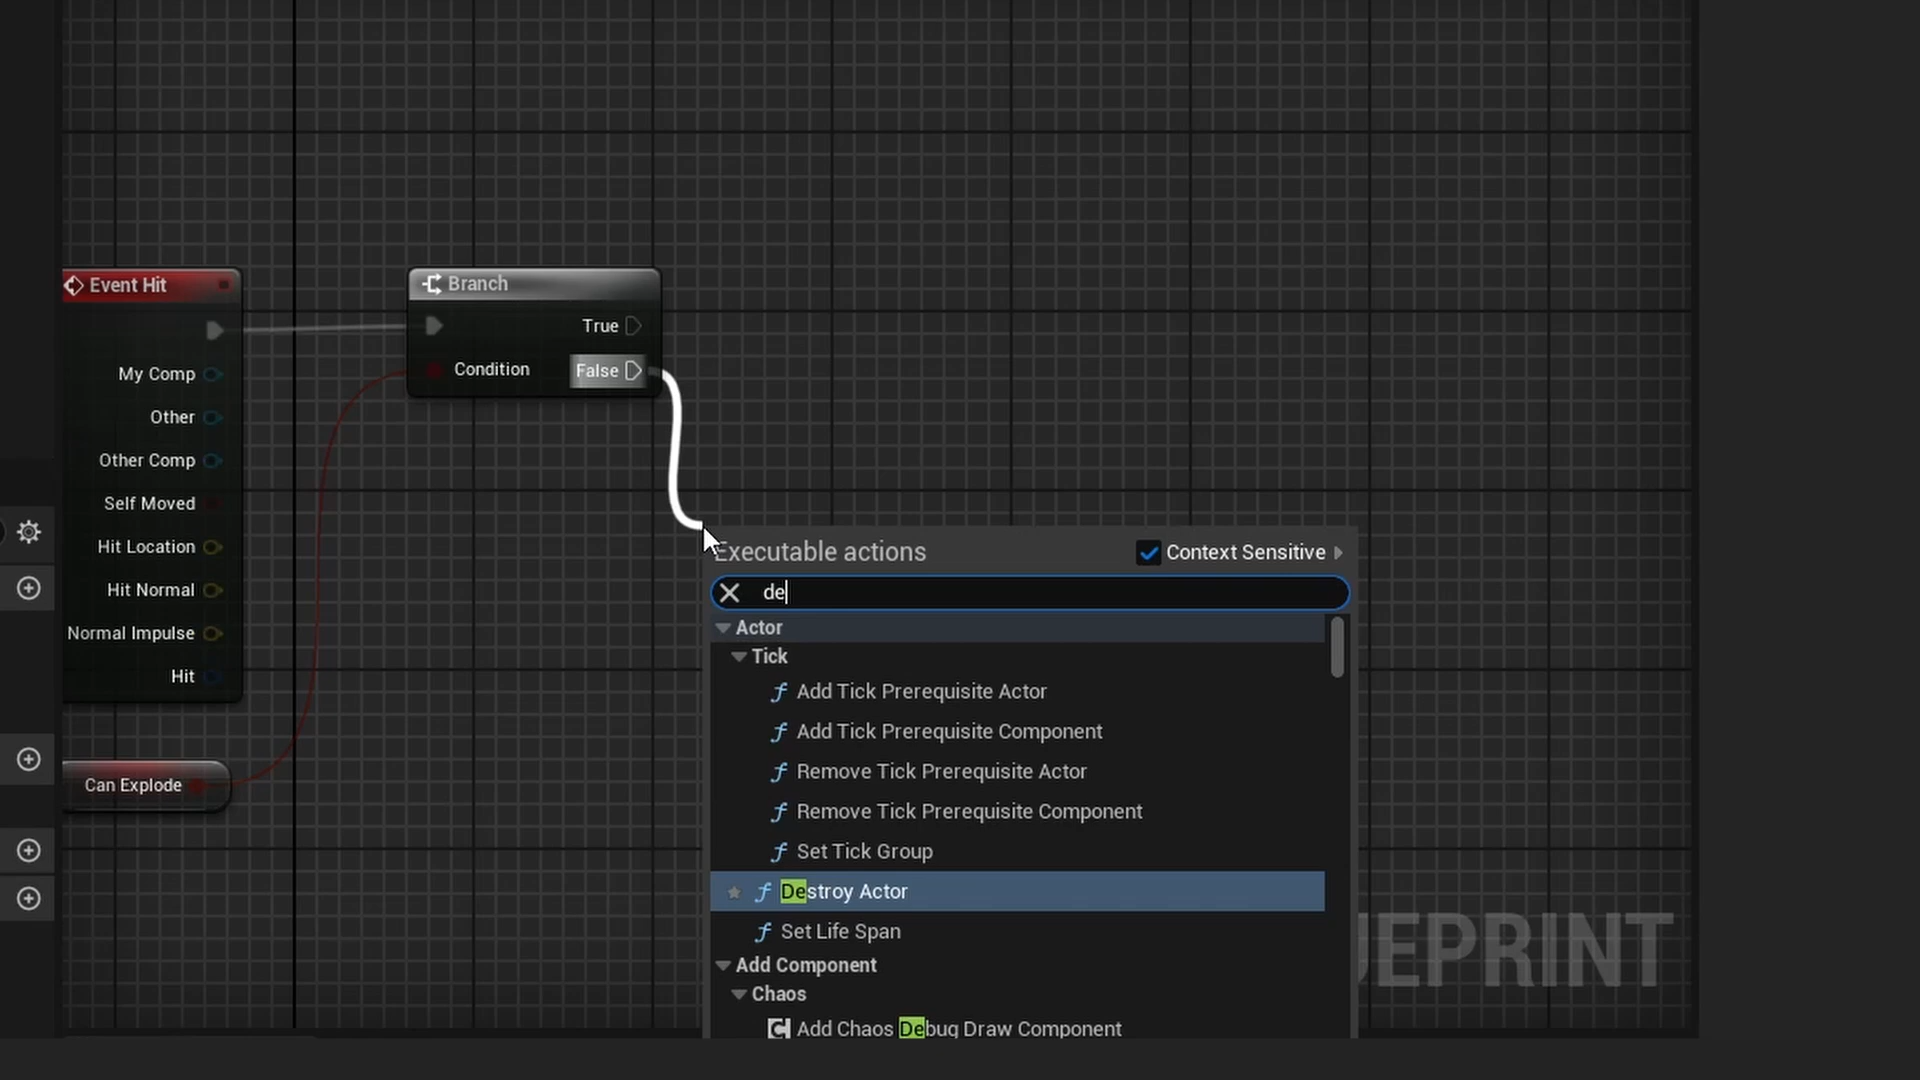 Event Hit
My Comp
Other
Other Comp
Self Moved
Hit Location
Hit Normal
Normal Impulse
Hit
Can Explode
Branch
True
Condition
False
Executable actions
Context Sensitive
de
Actor
Tick
Add Tick Prerequisite Actor
Add Tick Prerequisite Component
Remove Tick Prerequisite Actor
Remove Tick Prerequisite Component
Set Tick Group
Destroy Actor
Set Life Span
Add Component
Chaos
Add Chaos Debug Draw Component
UEPRINT